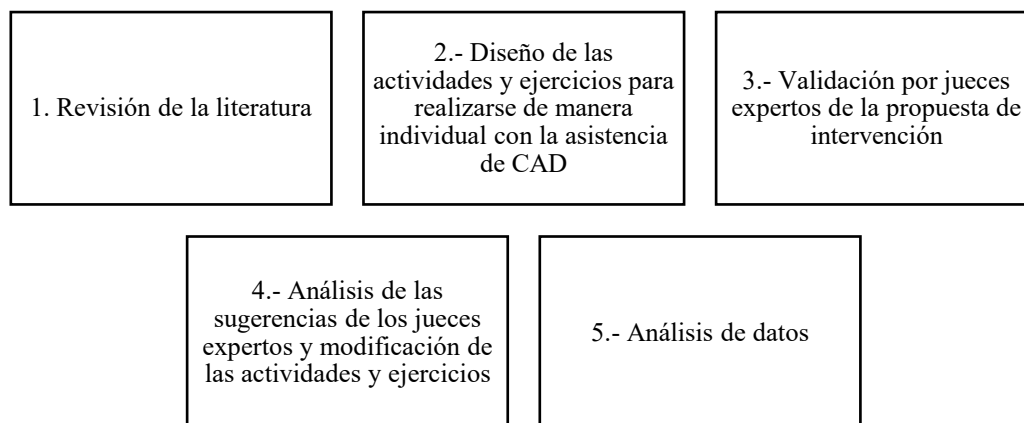 1. Revisión de la literatura
2.- Diseño de las
actividades y ejercicios para
realizarse de manera
individual con la asistencia
de CAD
3.- Validación por jueces
expertos de la propuesta de
intervención
4.- Análisis de las
sugerencias de los jueces
expertos y modificación de
las actividades y ejercicios
5.- Análisis de datos